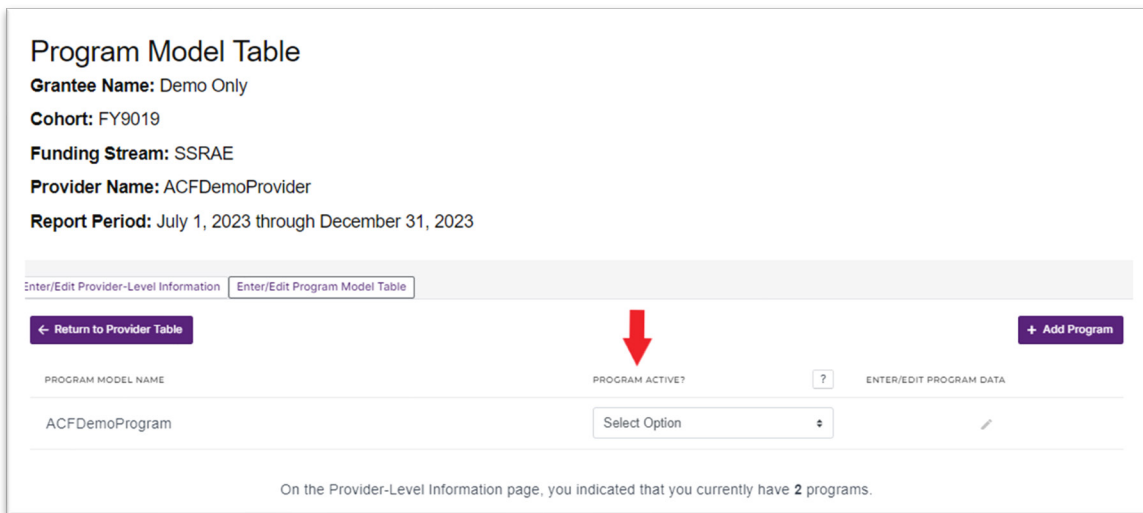 Program Model Table
Grantee Name: Demo Only
Cohort: FY9019
Funding Stream: SSRAE
Provider Name: ACFDemoProvider
Report Period: July 1, 2023 through December 31, 2023
Enter/Edit Provider-Level Information Enter/Edit Program Model Table
← Return to Provider Table + Add Program
PROGRAM MODEL NAME PROGRAM ACTIVE? ? ENTER/EDIT PROGRAM DATA
ACFDemoProgram Select Option
On the Provider-Level Information page, you indicated that you currently have 2 programs.